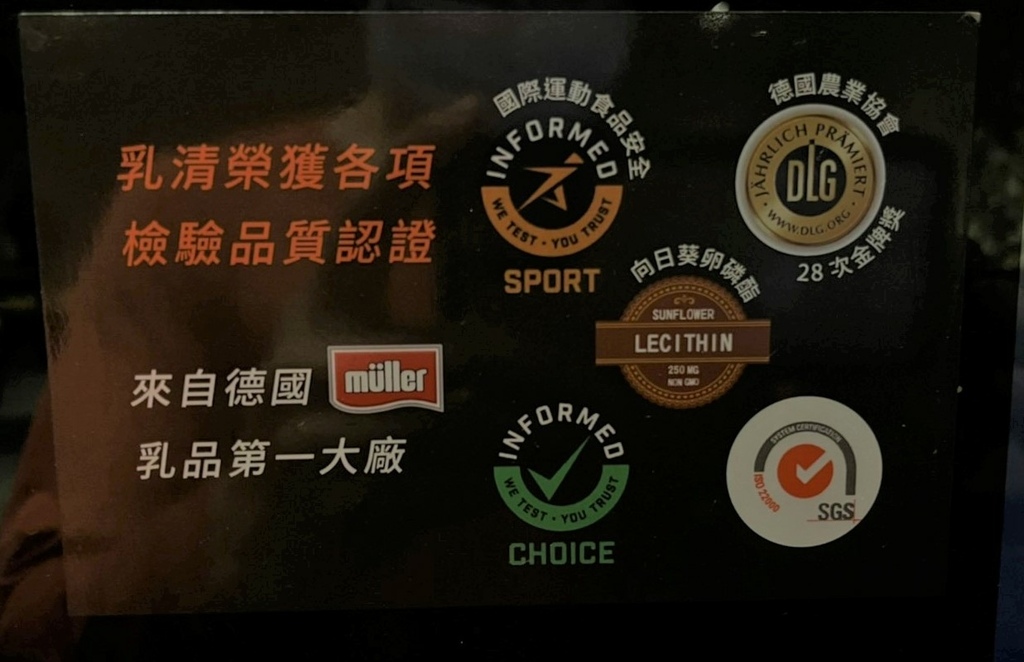 乳清榮獲各項
檢驗品質認證
來自德國 müller
乳品第一大廠
國際運動食品安全
INFORMED
WE TEST · YOU TRUST
SPORT
德國農業協會
JÄHRLICH PRÄMIERT
DLG
WWW.DLG.ORG
28 次金牌獎
向日葵卵磷酯
SUNFLOWER
LECITHIN
250 MG
NON GMO
INFORMED
WE TEST · YOU TRUST
CHOICE
SYSTEM CERTIFICATION
ISO 22000
SGS